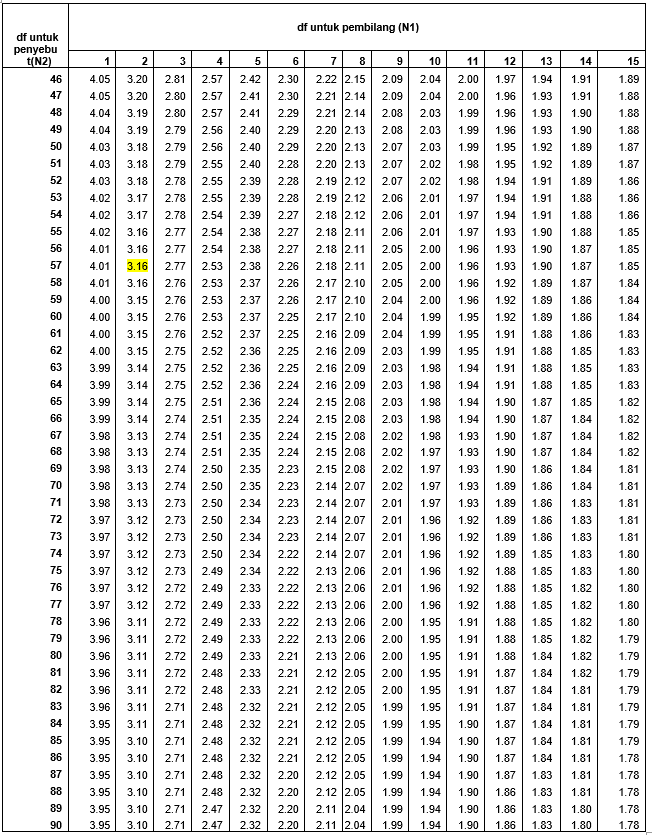 df untuk pembilang (N1)
df untuk
penyebu
t(N2)
1 2 3 4 5 6 7 8 9 10 11 12 13 14 15
46 4.05 3.20 2.81 2.57 2.42 2.30 2.22 2.15 2.09 2.04 2.00 1.97 1.94 1.91 1.89
47 4.05 3.20 2.80 2.57 2.41 2.30 2.21 2.14 2.09 2.04 2.00 1.96 1.93 1.91 1.88
48 4.04 3.19 2.80 2.57 2.41 2.29 2.21 2.14 2.08 2.03 1.99 1.96 1.93 1.90 1.88
49 4.04 3.19 2.79 2.56 2.40 2.29 2.20 2.13 2.08 2.03 1.99 1.96 1.93 1.90 1.88
50 4.03 3.18 2.79 2.56 2.40 2.29 2.20 2.13 2.07 2.03 1.99 1.95 1.92 1.89 1.87
51 4.03 3.18 2.79 2.55 2.40 2.28 2.20 2.13 2.07 2.02 1.98 1.95 1.92 1.89 1.87
52 4.03 3.18 2.78 2.55 2.39 2.28 2.19 2.12 2.07 2.02 1.98 1.94 1.91 1.89 1.86
53 4.02 3.17 2.78 2.55 2.39 2.28 2.19 2.12 2.06 2.01 1.97 1.94 1.91 1.88 1.86
54 4.02 3.17 2.78 2.54 2.39 2.27 2.18 2.12 2.06 2.01 1.97 1.94 1.91 1.88 1.86
55 4.02 3.16 2.77 2.54 2.38 2.27 2.18 2.11 2.06 2.01 1.97 1.93 1.90 1.88 1.85
56 4.01 3.16 2.77 2.54 2.38 2.27 2.18 2.11 2.05 2.00 1.96 1.93 1.90 1.87 1.85
57 4.01 3.16 2.77 2.53 2.38 2.26 2.18 2.11 2.05 2.00 1.96 1.93 1.90 1.87 1.85
58 4.01 3.16 2.76 2.53 2.37 2.26 2.17 2.10 2.05 2.00 1.96 1.92 1.89 1.87 1.84
59 4.00 3.15 2.76 2.53 2.37 2.26 2.17 2.10 2.04 2.00 1.96 1.92 1.89 1.86 1.84
60 4.00 3.15 2.76 2.53 2.37 2.25 2.17 2.10 2.04 1.99 1.95 1.92 1.89 1.86 1.84
61 4.00 3.15 2.76 2.52 2.37 2.25 2.16 2.09 2.04 1.99 1.95 1.91 1.88 1.86 1.83
62 4.00 3.15 2.75 2.52 2.36 2.25 2.16 2.09 2.03 1.99 1.95 1.91 1.88 1.85 1.83
63 3.99 3.14 2.75 2.52 2.36 2.25 2.16 2.09 2.03 1.98 1.94 1.91 1.88 1.85 1.83
64 3.99 3.14 2.75 2.52 2.36 2.24 2.16 2.09 2.03 1.98 1.94 1.91 1.88 1.85 1.83
65 3.99 3.14 2.75 2.51 2.36 2.24 2.15 2.08 2.03 1.98 1.94 1.90 1.87 1.85 1.82
66 3.99 3.14 2.74 2.51 2.35 2.24 2.15 2.08 2.03 1.98 1.94 1.90 1.87 1.84 1.82
67 3.98 3.13 2.74 2.51 2.35 2.24 2.15 2.08 2.02 1.98 1.93 1.90 1.87 1.84 1.82
68 3.98 3.13 2.74 2.51 2.35 2.24 2.15 2.08 2.02 1.97 1.93 1.90 1.87 1.84 1.82
69 3.98 3.13 2.74 2.50 2.35 2.23 2.15 2.08 2.02 1.97 1.93 1.90 1.86 1.84 1.81
70 3.98 3.13 2.74 2.50 2.35 2.23 2.14 2.07 2.02 1.97 1.93 1.89 1.86 1.84 1.81
71 3.98 3.13 2.73 2.50 2.34 2.23 2.14 2.07 2.01 1.97 1.93 1.89 1.86 1.83 1.81
72 3.97 3.12 2.73 2.50 2.34 2.23 2.14 2.07 2.01 1.96 1.92 1.89 1.86 1.83 1.81
73 3.97 3.12 2.73 2.50 2.34 2.23 2.14 2.07 2.01 1.96 1.92 1.89 1.86 1.83 1.81
74 3.97 3.12 2.73 2.50 2.34 2.22 2.14 2.07 2.01 1.96 1.92 1.89 1.85 1.83 1.80
75 3.97 3.12 2.73 2.49 2.34 2.22 2.13 2.06 2.01 1.96 1.92 1.88 1.85 1.83 1.80
76 3.97 3.12 2.72 2.49 2.33 2.22 2.13 2.06 2.01 1.96 1.92 1.88 1.85 1.82 1.80
77 3.97 3.12 2.72 2.49 2.33 2.22 2.13 2.06 2.00 1.96 1.92 1.88 1.85 1.82 1.80
78 3.96 3.11 2.72 2.49 2.33 2.22 2.13 2.06 2.00 1.95 1.91 1.88 1.85 1.82 1.80
79 3.96 3.11 2.72 2.49 2.33 2.22 2.13 2.06 2.00 1.95 1.91 1.88 1.85 1.82 1.79
80 3.96 3.11 2.72 2.49 2.33 2.21 2.13 2.06 2.00 1.95 1.91 1.88 1.84 1.82 1.79
81 3.96 3.11 2.72 2.48 2.33 2.21 2.12 2.05 2.00 1.95 1.91 1.87 1.84 1.82 1.79
82 3.96 3.11 2.72 2.48 2.33 2.21 2.12 2.05 2.00 1.95 1.91 1.87 1.84 1.81 1.79
83 3.96 3.11 2.71 2.48 2.32 2.21 2.12 2.05 1.99 1.95 1.91 1.87 1.84 1.81 1.79
84 3.95 3.11 2.71 2.48 2.32 2.21 2.12 2.05 1.99 1.95 1.90 1.87 1.84 1.81 1.79
85 3.95 3.10 2.71 2.48 2.32 2.21 2.12 2.05 1.99 1.94 1.90 1.87 1.84 1.81 1.79
86 3.95 3.10 2.71 2.48 2.32 2.21 2.12 2.05 1.99 1.94 1.90 1.87 1.84 1.81 1.78
87 3.95 3.10 2.71 2.48 2.32 2.20 2.12 2.05 1.99 1.94 1.90 1.87 1.83 1.81 1.78
88 3.95 3.10 2.71 2.48 2.32 2.20 2.12 2.05 1.99 1.94 1.90 1.86 1.83 1.81 1.78
89 3.95 3.10 2.71 2.47 2.32 2.20 2.11 2.04 1.99 1.94 1.90 1.86 1.83 1.80 1.78
90 3.95 3.10 2.71 2.47 2.32 2.20 2.11 2.04 1.99 1.94 1.90 1.86 1.83 1.80 1.78